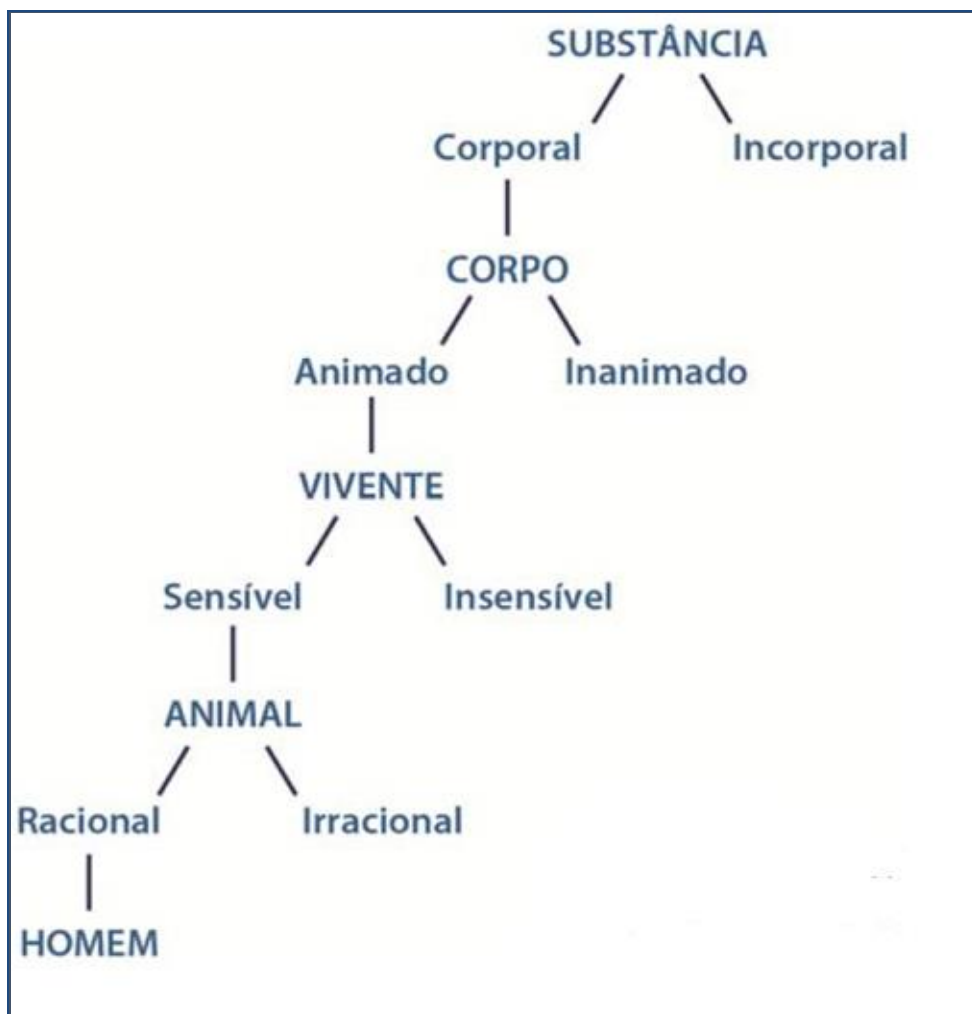 SUBSTÂNCIA
Corporal Incorporal
CORPO
Animado Inanimado
VIVENTE
Sensível Insensível
ANIMAL
Racional Irracional
HOMEM